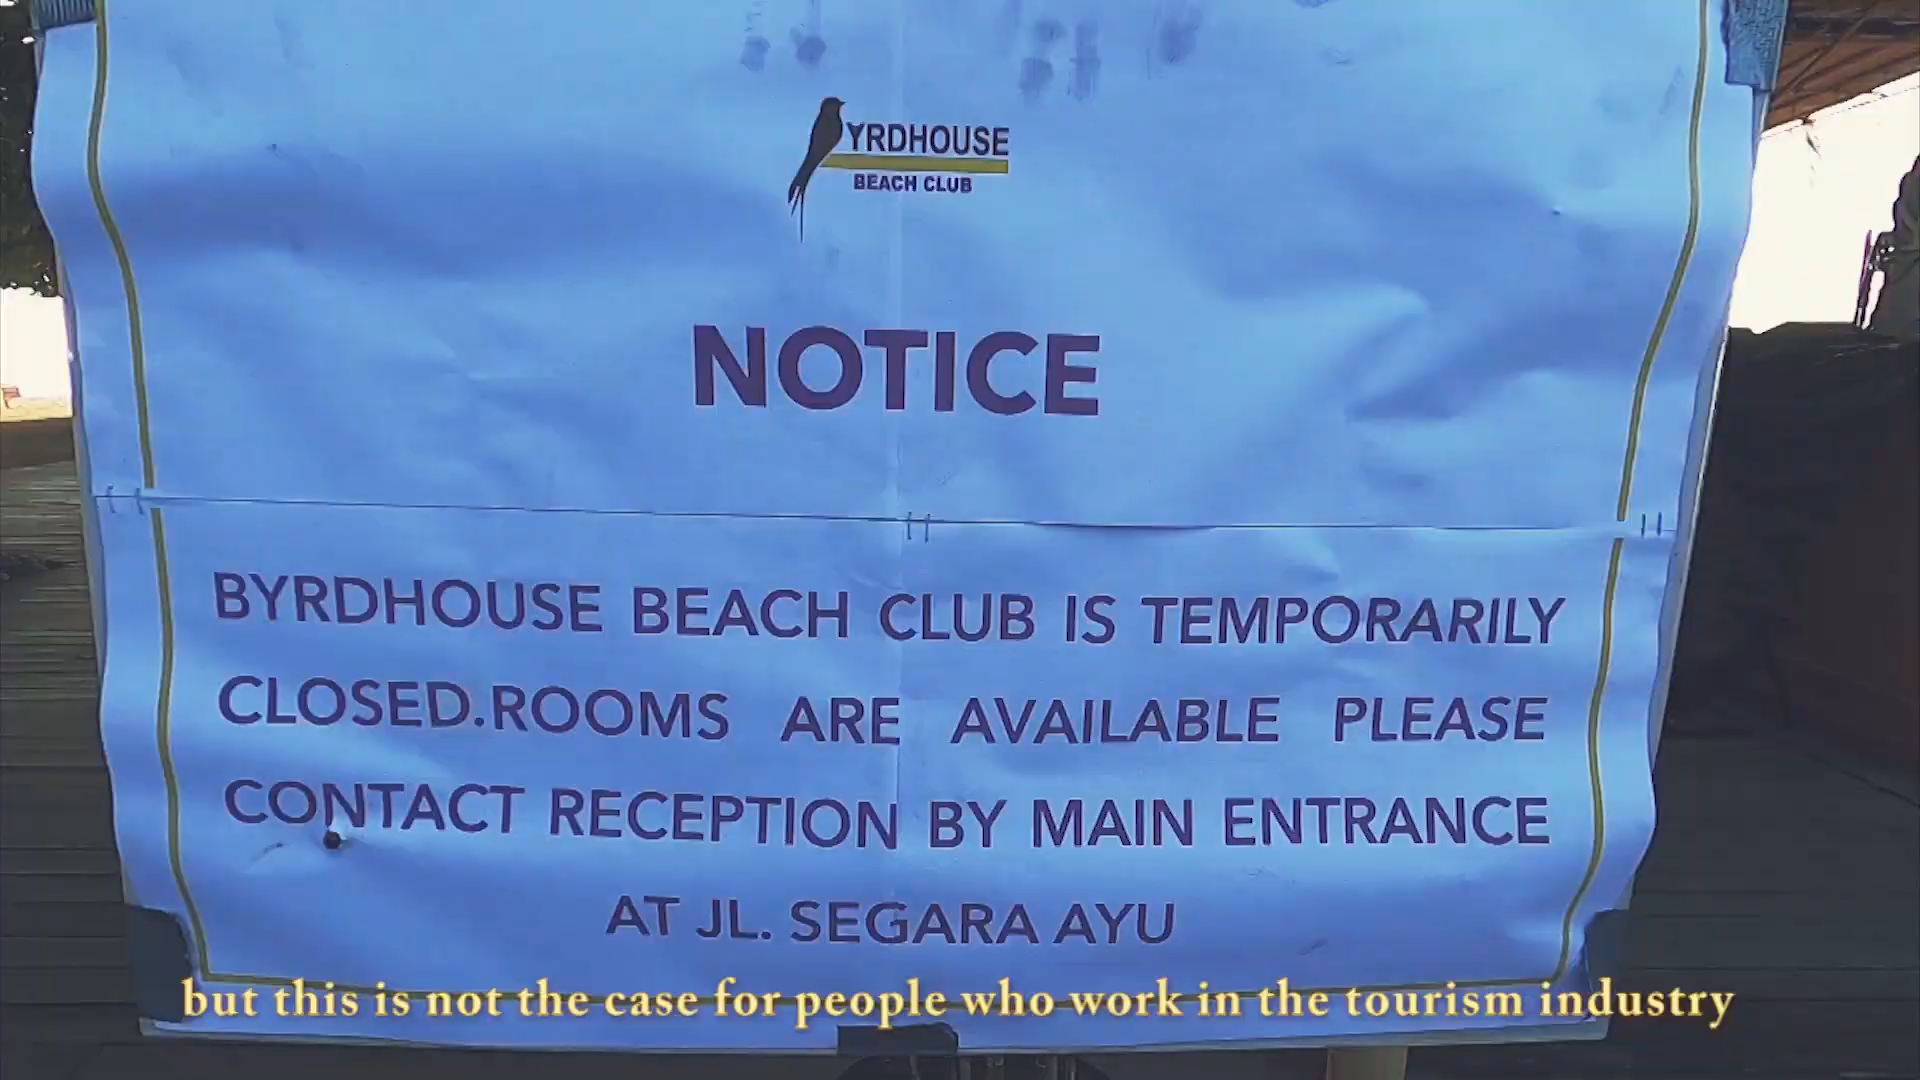 YRDHOUSE
BEACH CLUB
NOTICE
BYRDHOUSE BEACH CLUB IS TEMPORARILY
CLOSED.ROOMS ARE AVAILABLE PLEASE
CONTACT RECEPTION BY MAIN ENTRANCE
AT JL. SEGARA AYU
but this is not the case for people who work in the tourism industry